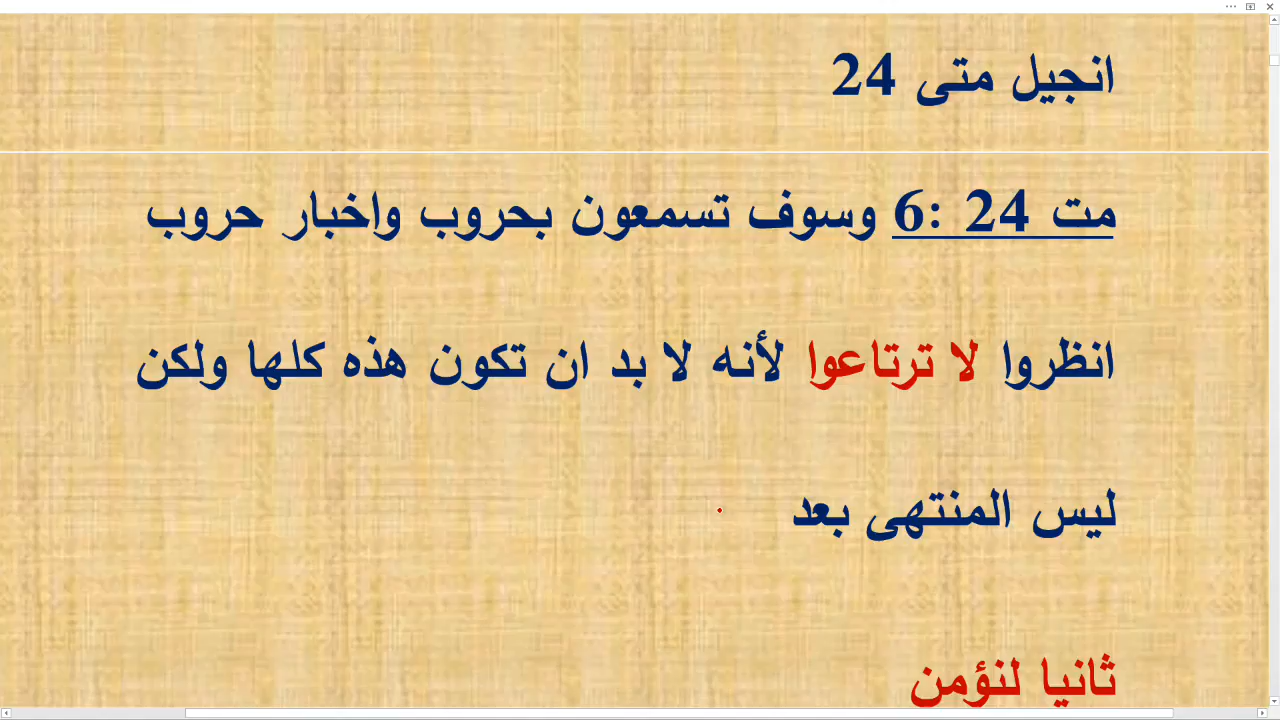 انجيل متى 24
مت 24 :6 وسوف تسمعون بحروب واخبار حروب
انظروا لا ترتاعوا لأنه لا بد ان تكون هذه كلها ولكن
ليس المنتهى بعد
ثانيا لنؤمن